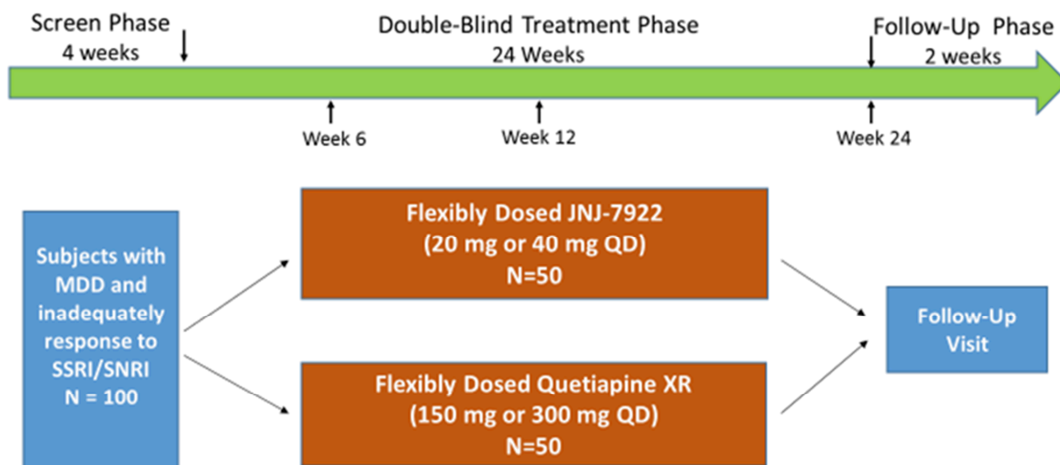 Screen Phase
4 weeks
Double-Blind Treatment Phase
24 Weeks
Follow-Up Phase
2 weeks
Week 6
Week 12
Week 24
Subjects with
MDD and
inadequately
response to
SSRI/SNRI
N = 100
Flexibly Dosed JNJ-7922
(20 mg or 40 mg QD)
N=50
Flexibly Dosed Quetiapine XR
(150 mg or 300 mg QD)
N=50
Follow-Up
Visit